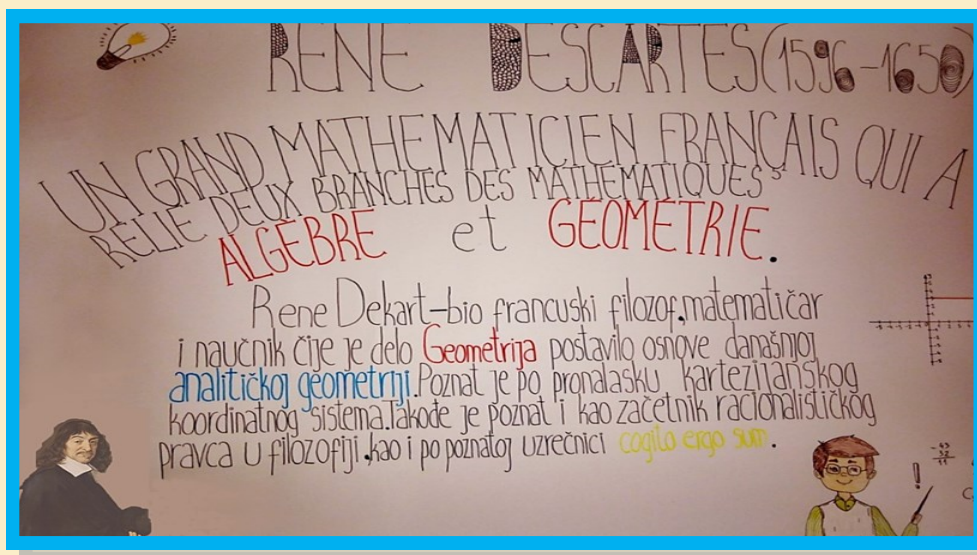 RENE DESCARTES (1596-1650)
UN GRAND MATHEMATICIEN FRANÇAIS QUI A
RELIE DEUX BRANCHES DES MATHEMATIQUES:
ALGEBRE et GEOMETRIE.
Rene Dekart-bio francuski filozof,matematičar
i naučnik čije je delo Geometrija postavilo osnove današnjoj
analitičkoj geometriji.Poznat je po pronalasku kartezijanskog
koordinatnog sistema.Takođe je poznat i kao začetnik racionalističkog
pravca u filozofiji,kao i po poznatoj uzrečnici cogito ergo sum.